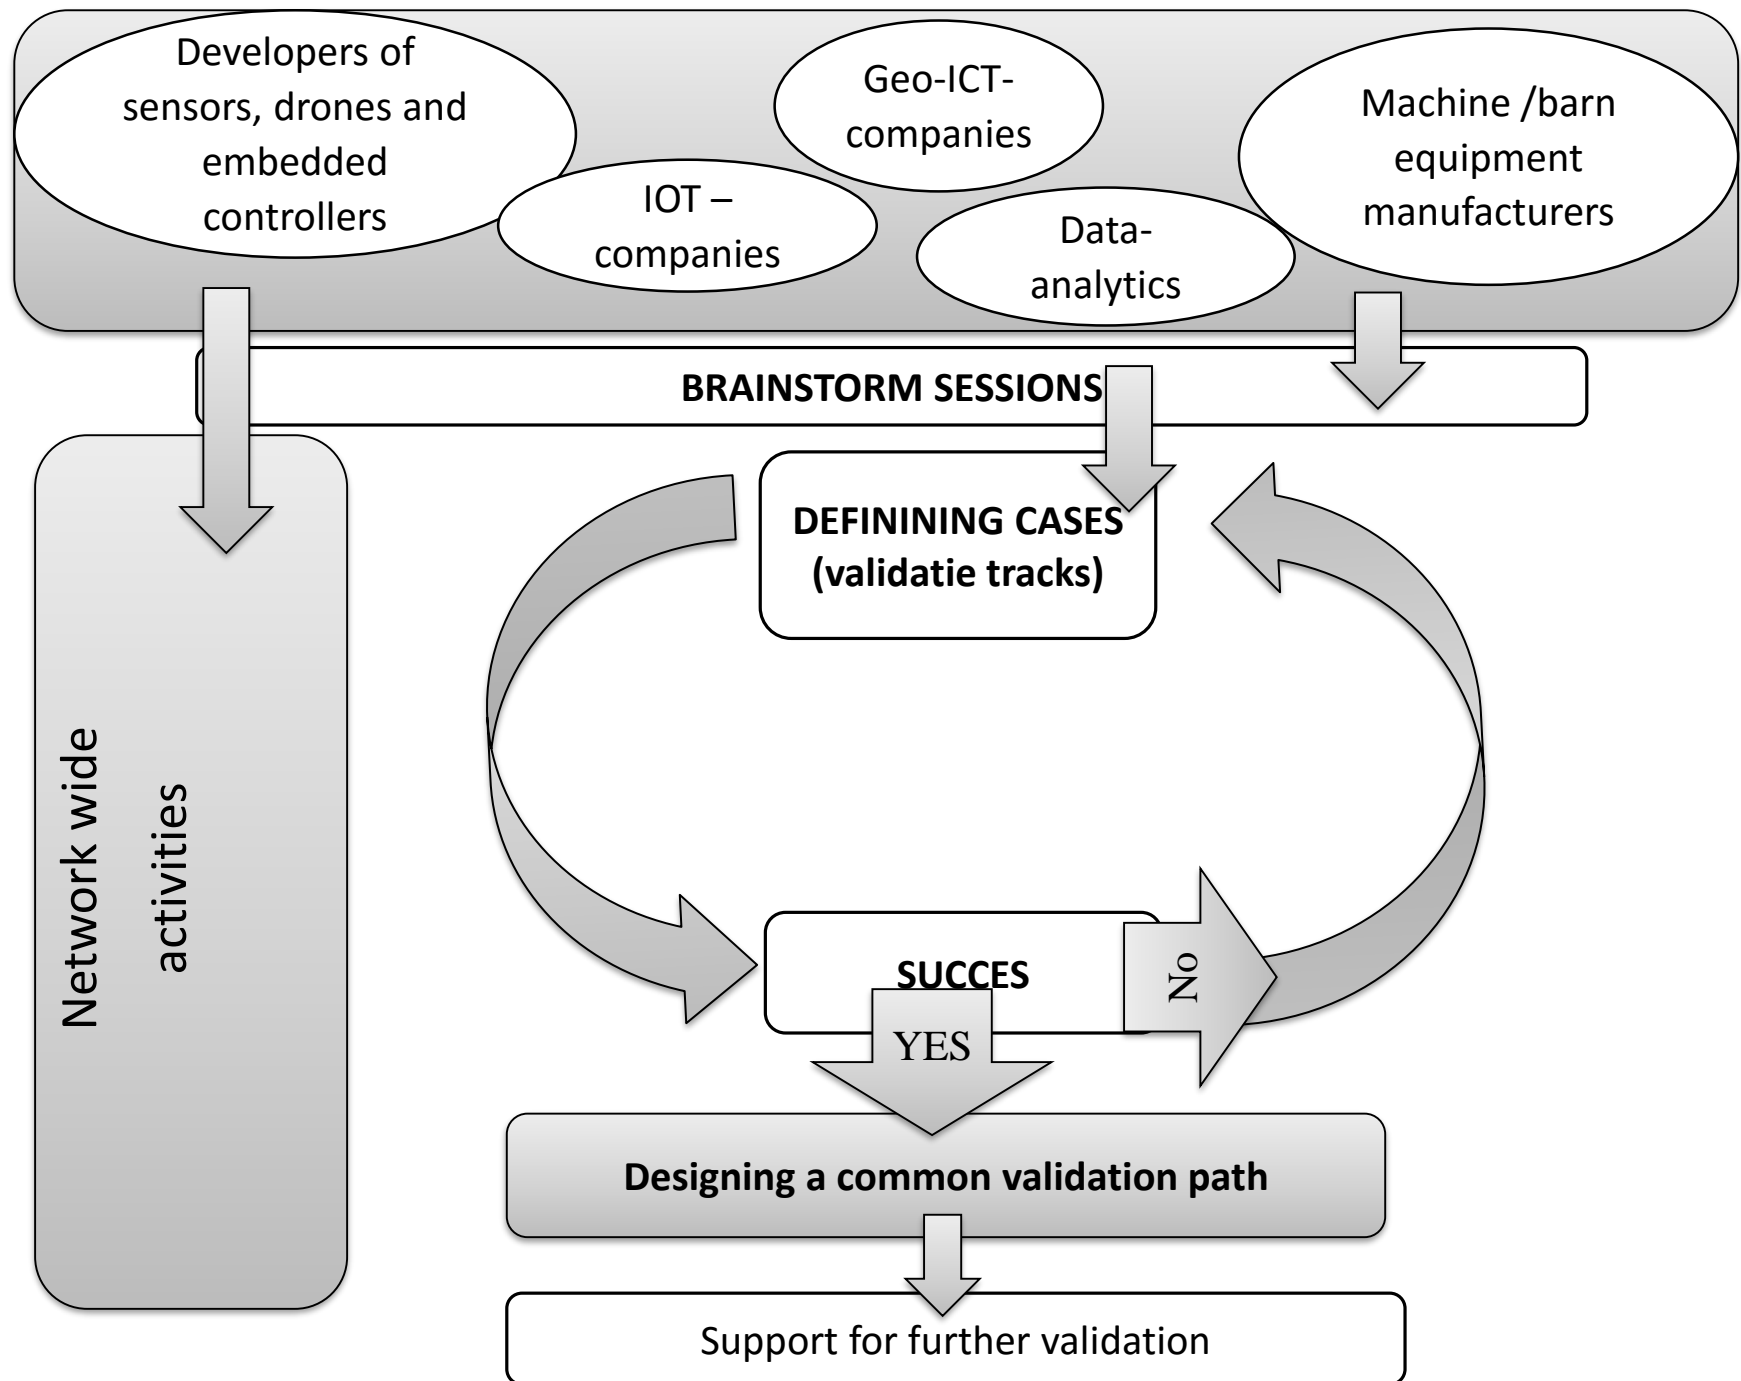 Developers of
sensors, drones and
embedded
controllers
Geo-ICT-
companies
IOT –
companies
Data-
analytics
Machine /barn
equipment
manufacturers
BRAINSTORM SESSIONS
DEFININING CASES
(validatie tracks)
Network wide
activities
SUCCES
No
YES
Designing a common validation path
Support for further validation